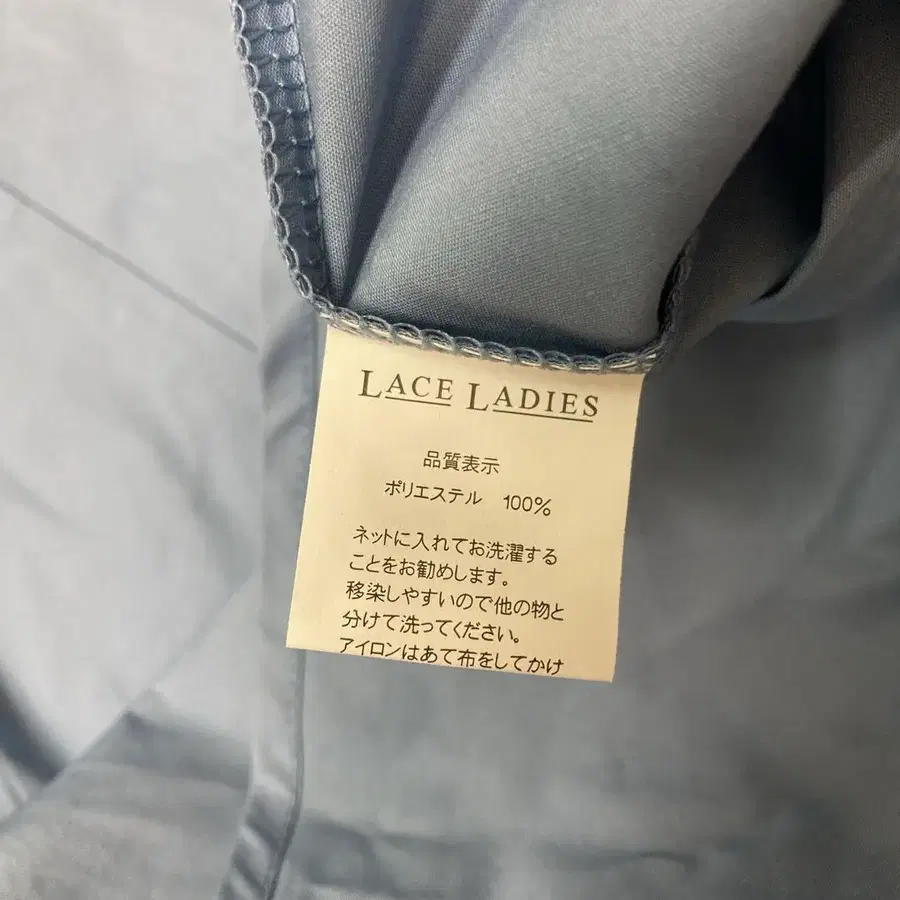 LACE LADIES
品質表示
ポリエステル 100%
ネットに入れてお洗濯する
ことをお勧めします。
移染しやすいので他の物と
分けて洗ってください。
アイロンはあて布をしてかけ